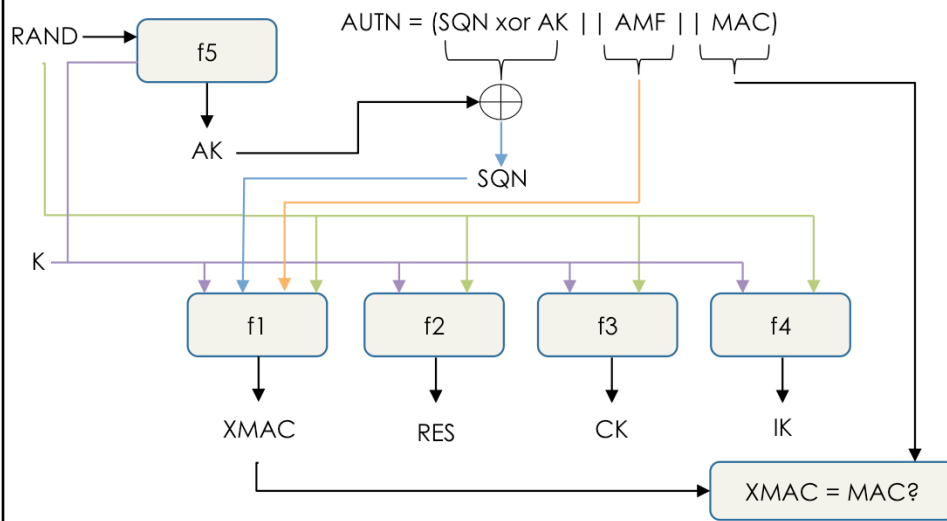 RAND
f5
AUTN = (SQN xor AK || AMF || MAC)
AK
SQN
K
f1
f2
f3
f4
XMAC
RES
CK
IK
XMAC = MAC?